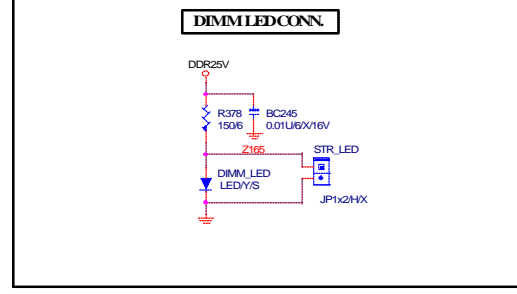 DIMM LED CONN.
DDR25V
R378
150/6
BC245
0.01U/6/X/16V
Z165
STR_LED
DIMM_LED
LED/Y/S
JP1x2/H/X